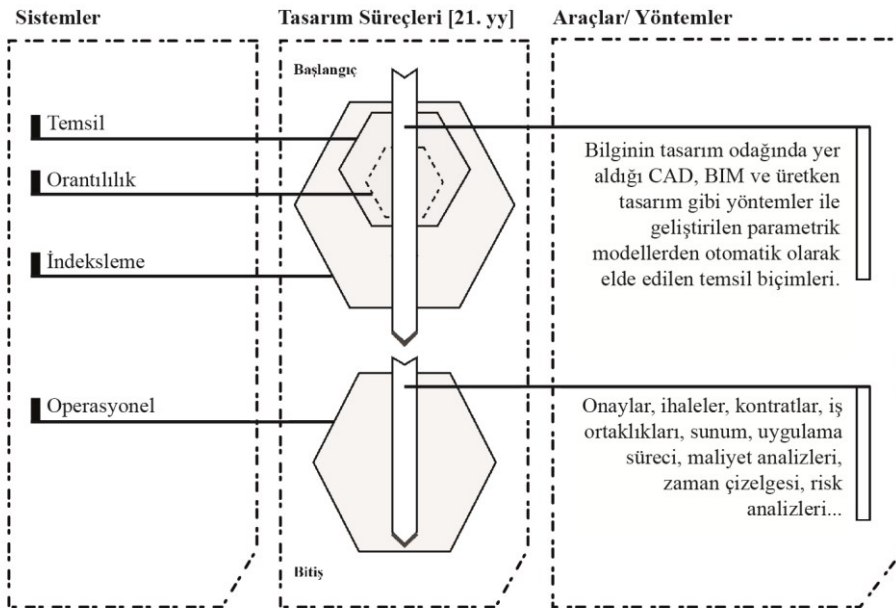 Sistemler
Tasarım Süreçleri [21. yy]
Araçlar/ Yöntemler
Başlangıç
Temsil
Orantılılık
İndeksleme
Operasyonel
Bilginin tasarım odağında yer
aldığı CAD, BIM ve üretken
tasarım gibi yöntemler ile
geliştirilen parametrik
modellerden otomatik olarak
elde edilen temsil biçimleri.
Onaylar, ihaleler, kontratlar, iş
ortaklıkları, sunum, uygulama
süreci, maliyet analizleri,
zaman çizelgesi, risk
analizleri...
Bitiş